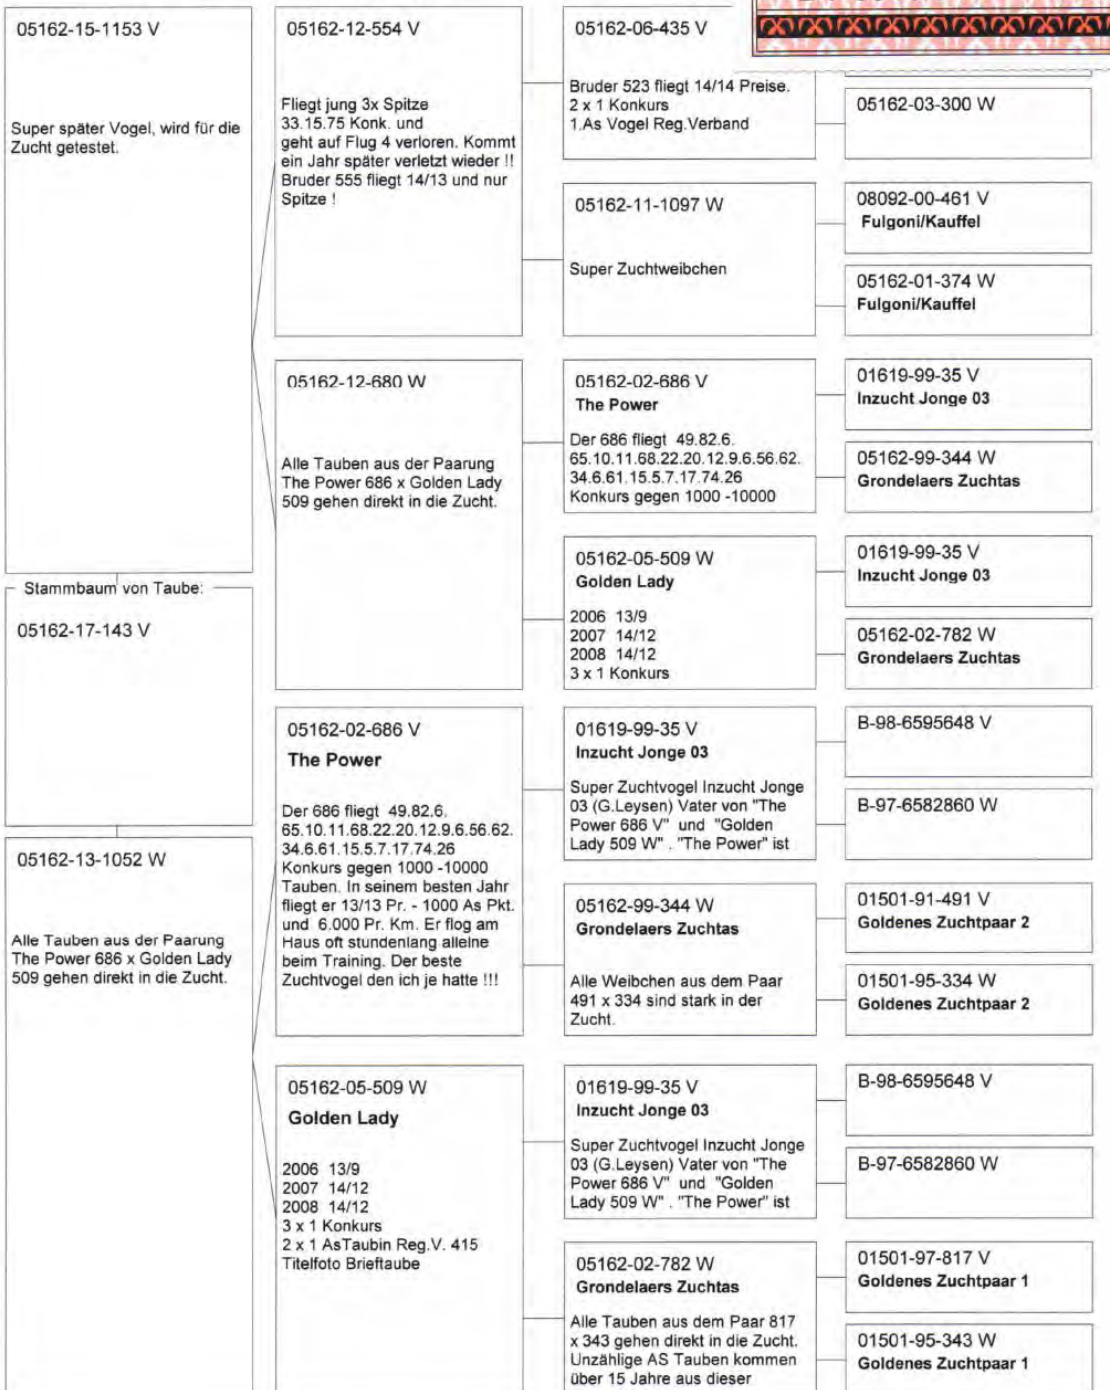 05162-15-1153 V
Super später Vogel, wird für die
Zucht getestet.
Stammbaum von Taube:
05162-17-143 V
05162-13-1052 W
Alle Tauben aus der Paarung
The Power 686 x Golden Lady
509 gehen direkt in die Zucht.
05162-12-554 V
Fliegt jung 3x Spitze
33.15.75 Konk. und
geht auf Flug 4 verloren. Kommt
ein Jahr später verletzt wieder !!
Bruder 555 fliegt 14/13 und nur
Spitze !
05162-12-680 W
Alle Tauben aus der Paarung
The Power 686 x Golden Lady
509 gehen direkt in die Zucht.
05162-02-686 V
The Power
Der 686 fliegt 49.82.6.
65.10.11.68.22.20.12.9.6.56.62.
34.6.61.15.5.7.17.74.26
Konkurs gegen 1000 -10000
Tauben. In seinem besten Jahr
fliegt er 13/13 Pr. - 1000 As Pkt.
und 6.000 Pr. Km. Er flog am
Haus oft stundenlang alleine
beim Training. Der beste
Zuchtvogel den ich je hatte !!!
05162-05-509 W
Golden Lady
2006 13/9
2007 14/12
2008 14/12
3 x 1 Konkurs
2 x 1 AsTaubin Reg.V. 415
Titelfoto Brieftaube
05162-06-435 V
Bruder 523 fliegt 14/14 Preise.
2 x 1 Konkurs
1.As Vogel Reg.Verband
05162-11-1097 W
Super Zuchtweibchen
05162-02-686 V
The Power
Der 686 fliegt 49.82.6.
65.10.11.68.22.20.12.9.6.56.62.
34.6.61.15.5.7.17.74.26
Konkurs gegen 1000 -10000
05162-05-509 W
Golden Lady
2006 13/9
2007 14/12
2008 14/12
3 x 1 Konkurs
01619-99-35 V
Inzucht Jonge 03
Super Zuchtvogel Inzucht Jonge
03 (G.Leysen) Vater von "The
Power 686 V" und "Golden
Lady 509 W" . "The Power" ist
05162-99-344 W
Grondelaers Zuchtas
Alle Weibchen aus dem Paar
491 x 334 sind stark in der
Zucht.
01619-99-35 V
Inzucht Jonge 03
Super Zuchtvogel Inzucht Jonge
03 (G.Leysen) Vater von "The
Power 686 V" und "Golden
Lady 509 W" . "The Power" ist
05162-02-782 W
Grondelaers Zuchtas
Alle Tauben aus dem Paar 817
x 343 gehen direkt in die Zucht.
Unzählige AS Tauben kommen
über 15 Jahre aus dieser
05162-03-300 W
08092-00-461 V
Fulgoni/Kauffel
05162-01-374 W
Fulgoni/Kauffel
01619-99-35 V
Inzucht Jonge 03
05162-99-344 W
Grondelaers Zuchtas
01619-99-35 V
Inzucht Jonge 03
05162-02-782 W
Grondelaers Zuchtas
B-98-6595648 V
B-97-6582860 W
01501-91-491 V
Goldenes Zuchtpaar 2
01501-95-334 W
Goldenes Zuchtpaar 2
B-98-6595648 V
B-97-6582860 W
01501-97-817 V
Goldenes Zuchtpaar 1
01501-95-343 W
Goldenes Zuchtpaar 1